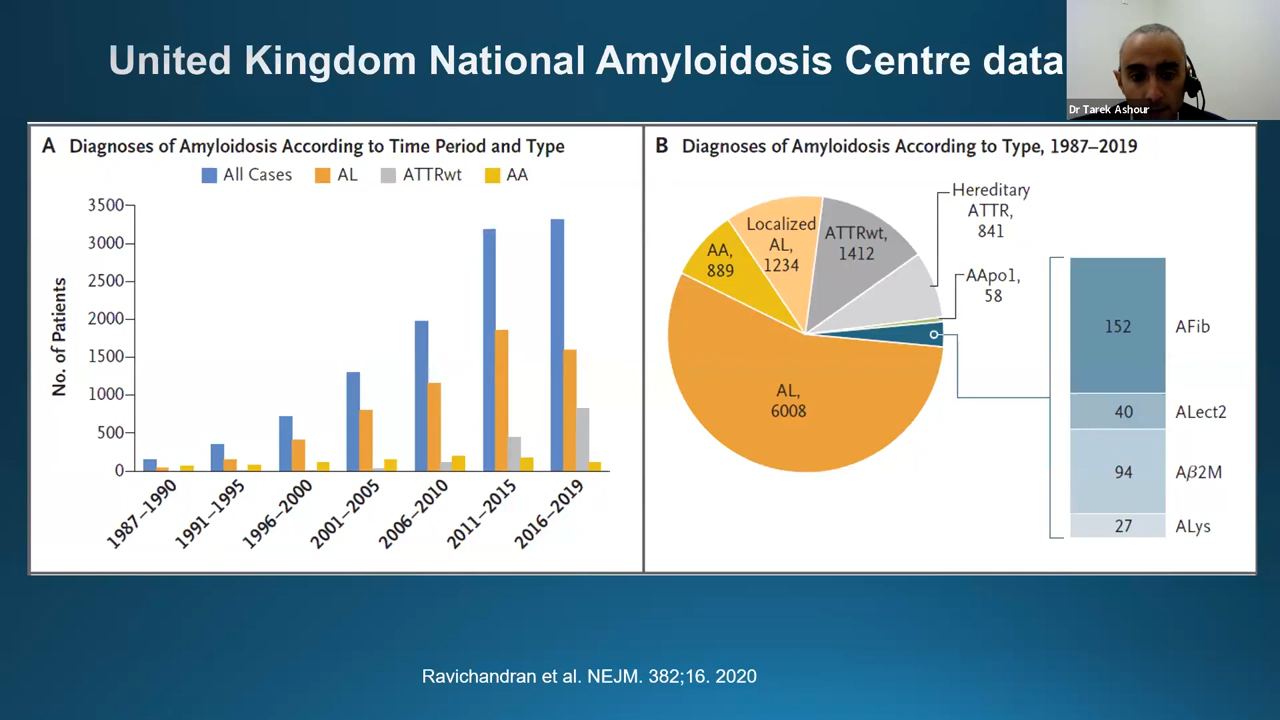 United Kingdom National Amyloidosis Centre data
Dr Tarek Ashour
A Diagnoses of Amyloidosis According to Time Period and Type
All Cases AL ATTRwt AA
3500
3000
2500
2000
1500
1000
500
0
No. of Patients
1987–1990
1991–1995
1996–2000
2001–2005
2006–2010
2011–2015
2016–2019
B Diagnoses of Amyloidosis According to Type, 1987–2019
Hereditary
ATTR,
841
AApo1,
58
ATTRwt,
1412
Localized
AL,
1234
AA,
889
AL,
6008
152 AFib
40 ALect2
94 Aβ2M
27 ALys
Ravichandran et al. NEJM. 382;16. 2020